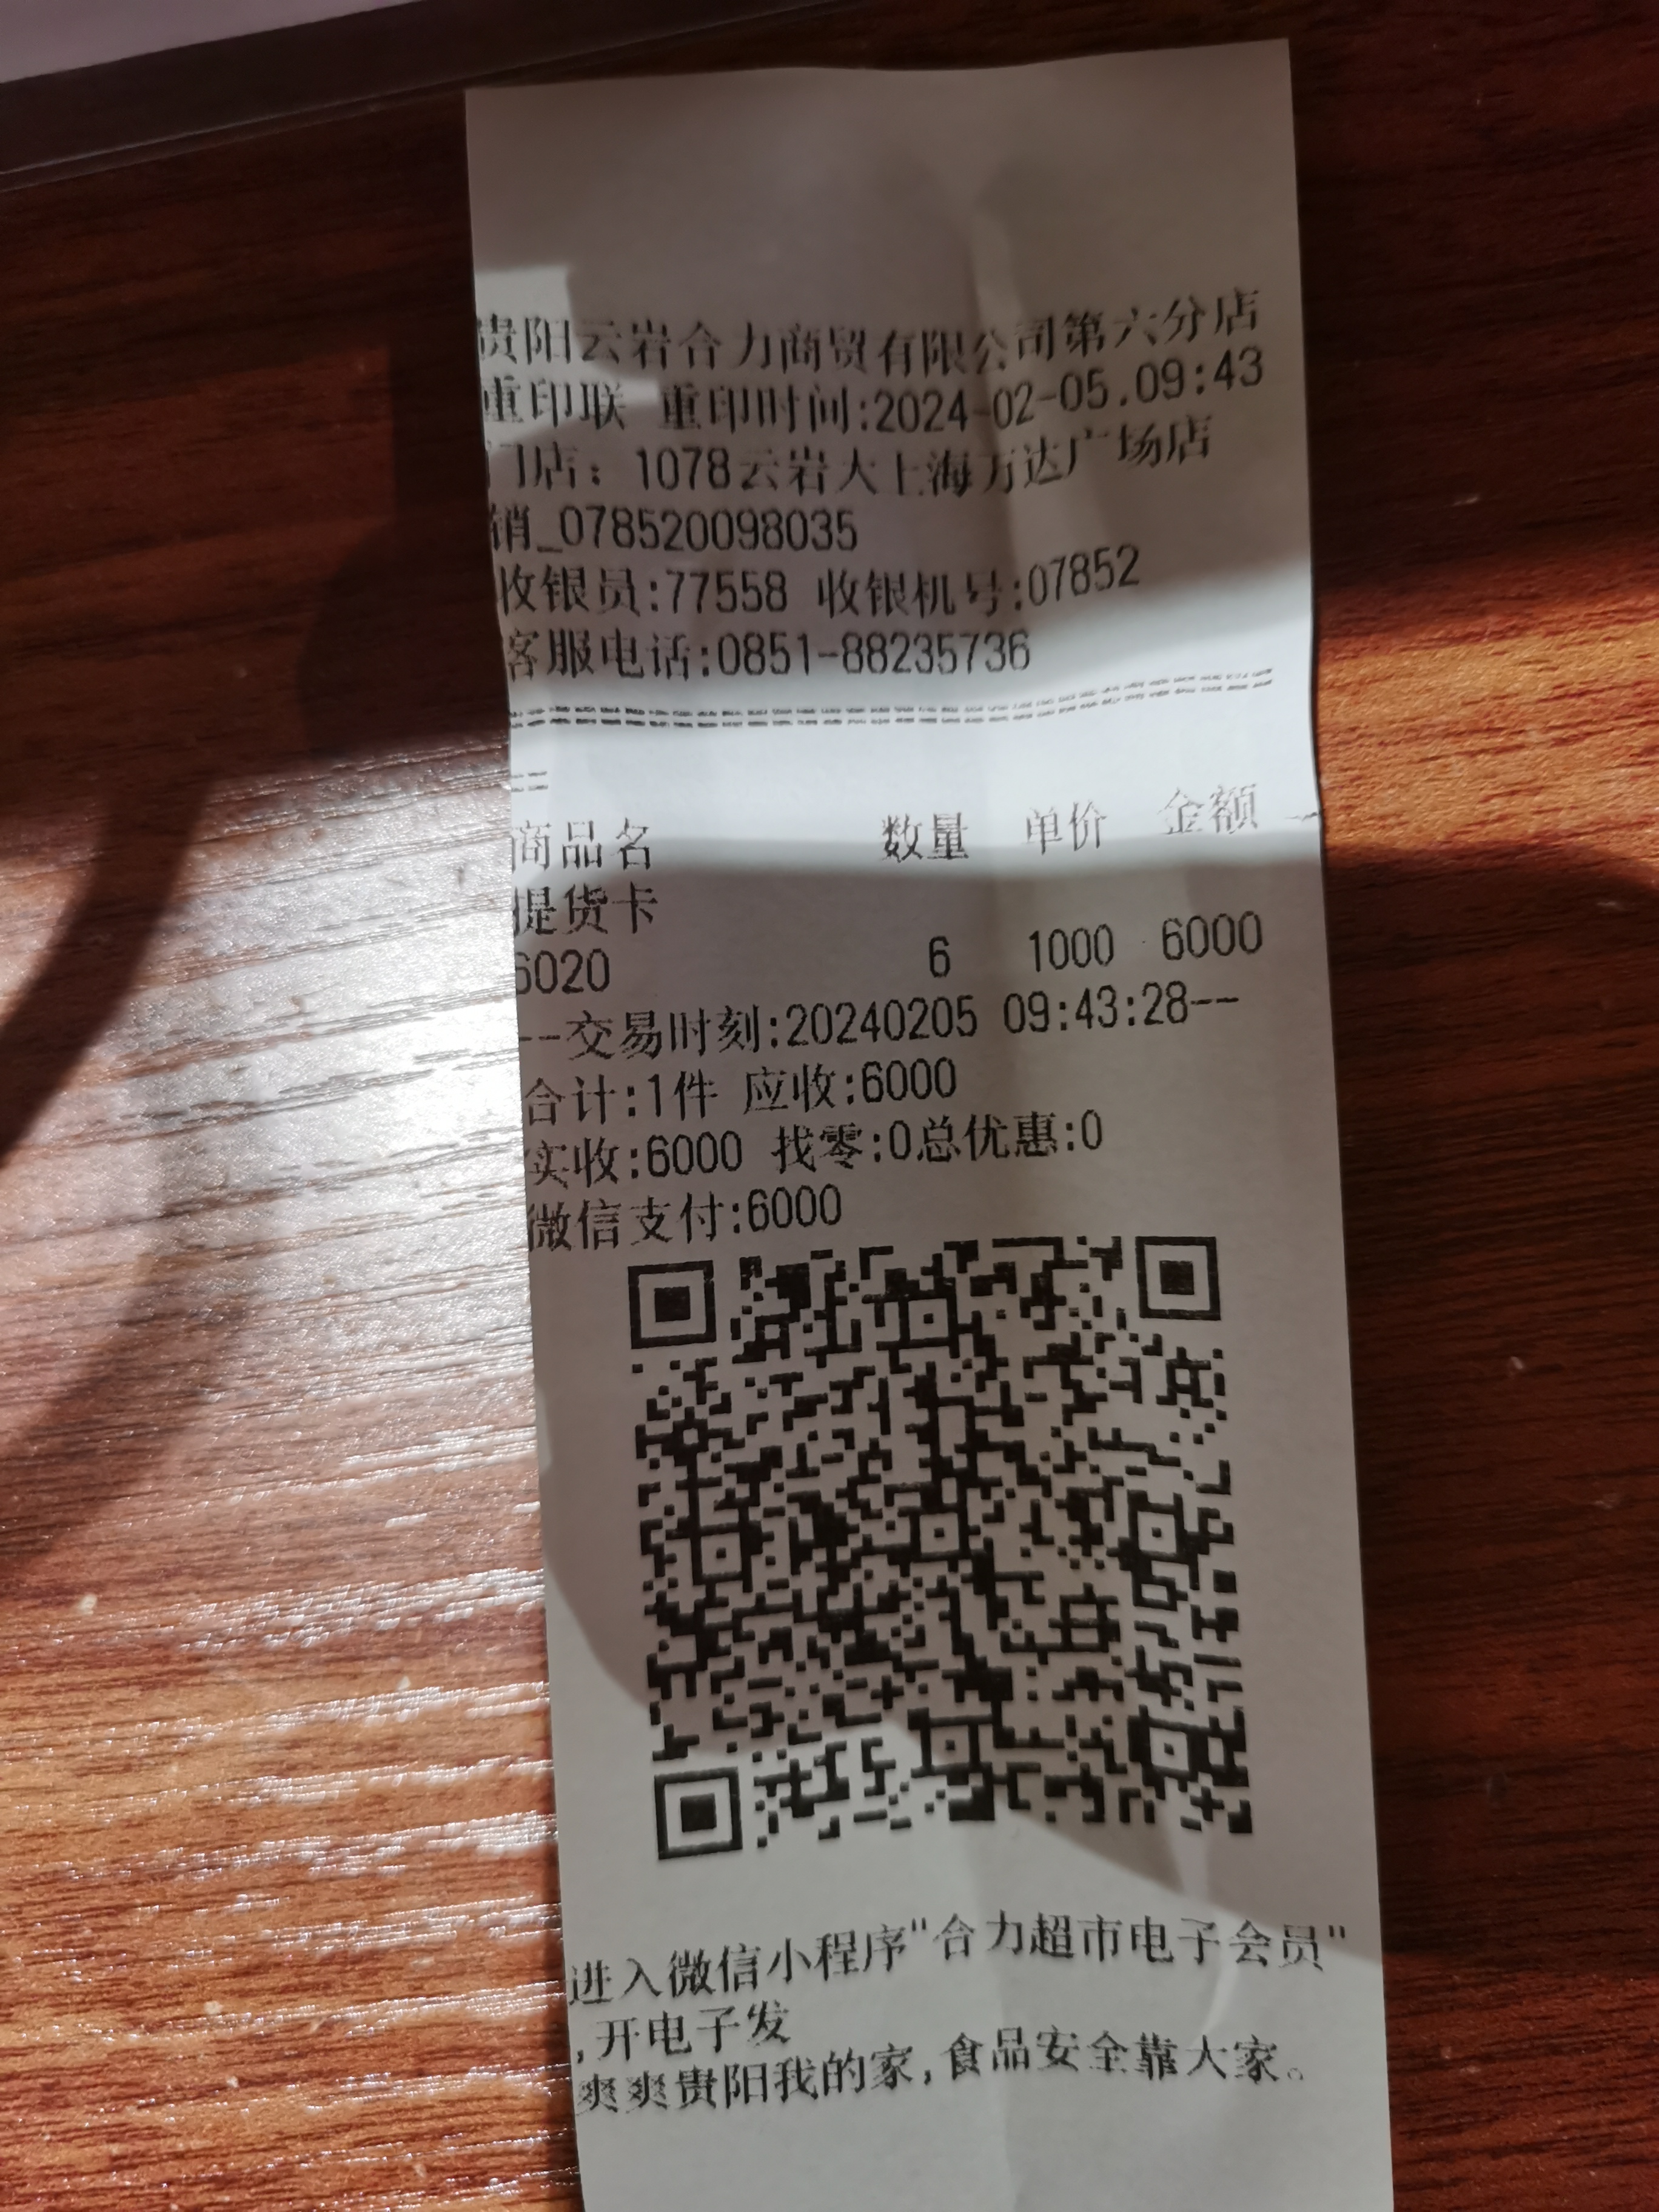 贵阳云岩合力商贸有限公司第六分店
重印联 重印时间:2024-02-05.09:43
门店：1078云岩大上海万达广场店
销_078520098035
收银员:77558 收银机号:07852
客服电话:0851-88235736
商品名 数量 单价 金额
提货卡
6020 6 1000 6000
--交易时刻:20240205 09:43:28--
合计:1件 应收:6000
实收:6000 找零:0总优惠:0
微信支付:6000
进入微信小程序"合力超市电子会员"
,开电子发
爽爽贵阳我的家,食品安全靠大家。